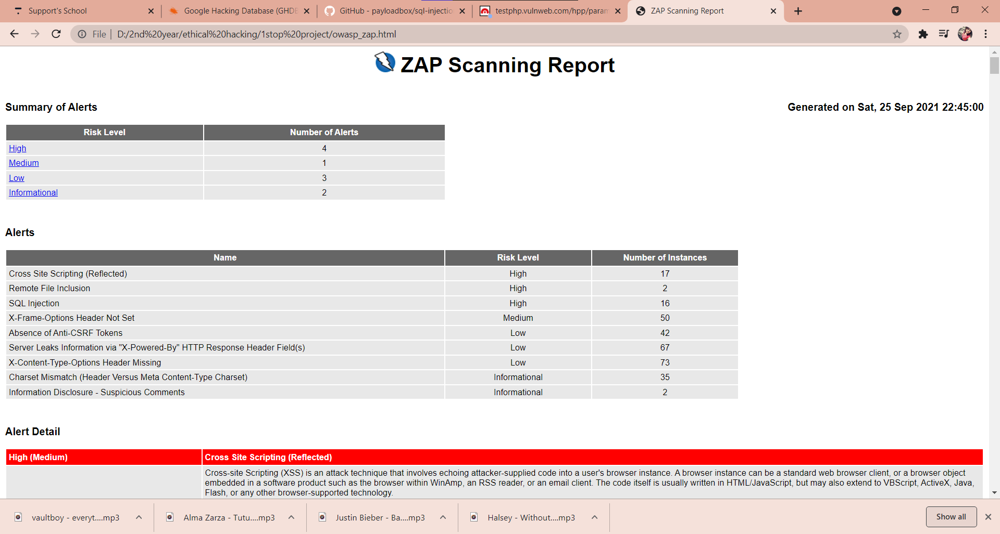 Support's School
Google Hacking Database (GHDB
GitHub - payloadbox/sql-injectio
testphp.vulnweb.com/hpp/param
ZAP Scanning Report
File
D:/2nd%20year/ethical%20hacking/1stop%20project/owasp_zap.html
ZAP Scanning Report
Summary of Alerts
Generated on Sat, 25 Sep 2021 22:45:00
Risk Level Number of Alerts
High 4
Medium 1
Low 3
Informational 2
Alerts
Name Risk Level Number of Instances
Cross Site Scripting (Reflected) High 17
Remote File Inclusion High 2
SQL Injection High 16
X-Frame-Options Header Not Set Medium 50
Absence of Anti-CSRF Tokens Low 42
Server Leaks Information via "X-Powered-By" HTTP Response Header Field(s) Low 67
X-Content-Type-Options Header Missing Low 73
Charset Mismatch (Header Versus Meta Content-Type Charset) Informational 35
Information Disclosure - Suspicious Comments Informational 2
Alert Detail
High (Medium) Cross Site Scripting (Reflected)
Cross-site Scripting (XSS) is an attack technique that involves echoing attacker-supplied code into a user's browser instance. A browser instance can be a standard web browser client, or a browser object
embedded in a software product such as the browser within WinAmp, an RSS reader, or an email client. The code itself is usually written in HTML/JavaScript, but may also extend to VBScript, ActiveX, Java,
Flash, or any other browser-supported technology.
vaultboy - everyt....mp3
Alma Zarza - Tutu....mp3
Justin Bieber - Ba....mp3
Halsey - Without....mp3
Show all